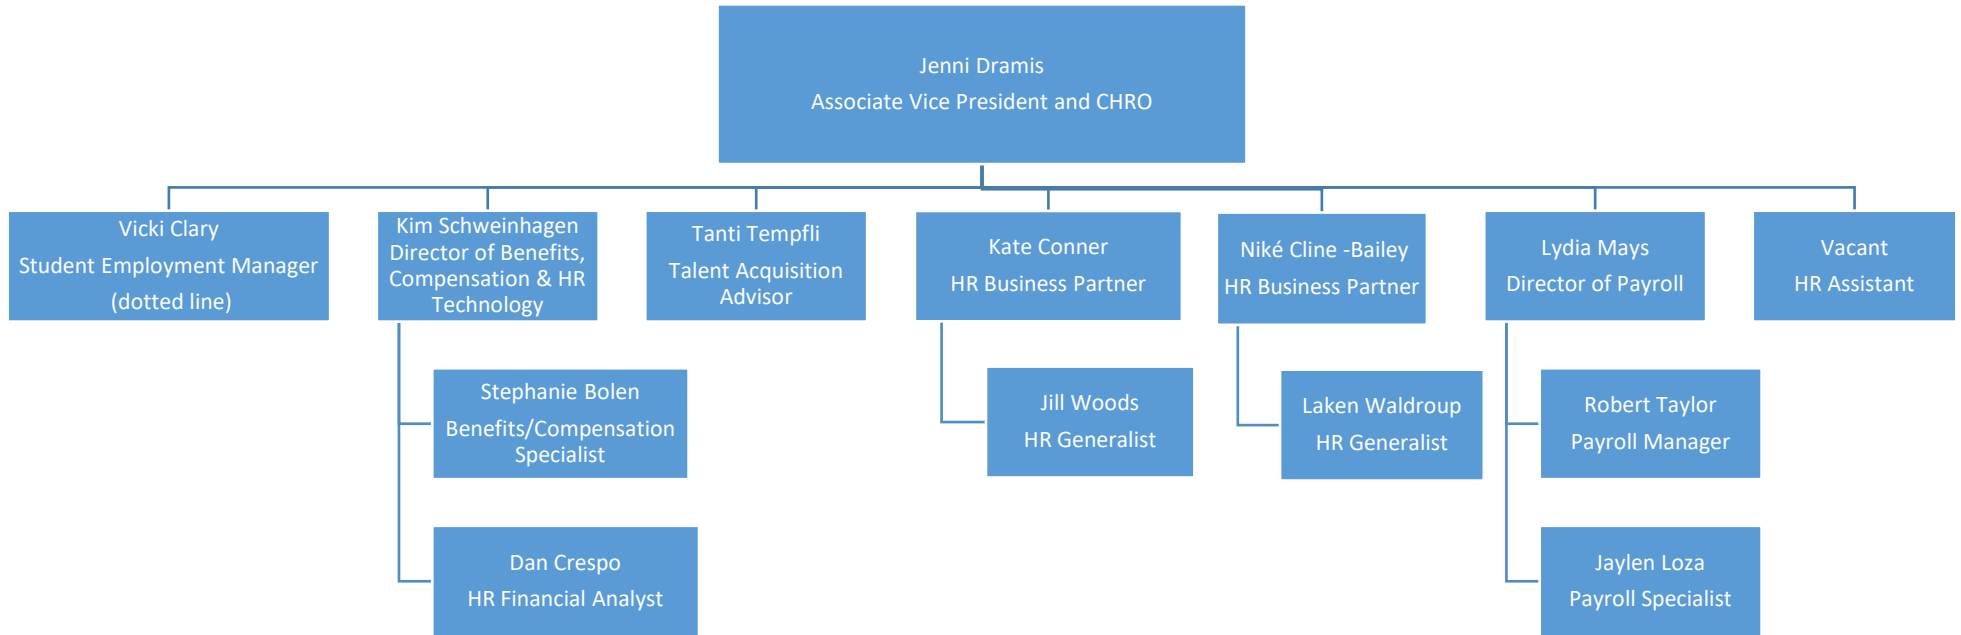 Jenni Dramis
Associate Vice President and CHRO
Vicki Clary
Student Employment Manager
(dotted line)
Kim Schweinhagen
Director of Benefits,
Compensation & HR
Technology
Tanti Tempfli
Talent Acquisition
Advisor
Kate Conner
HR Business Partner
Niké Cline -Bailey
HR Business Partner
Lydia Mays
Director of Payroll
Vacant
HR Assistant
Stephanie Bolen
Benefits/Compensation
Specialist
Jill Woods
HR Generalist
Laken Waldroup
HR Generalist
Robert Taylor
Payroll Manager
Dan Crespo
HR Financial Analyst
Jaylen Loza
Payroll Specialist